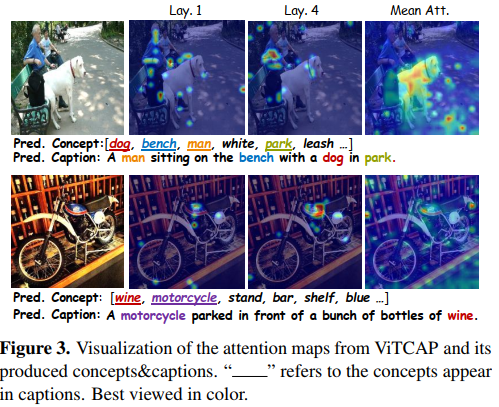 Lay. 1 Lay. 4 Mean Att.
Pred. Concept:[dog, bench, man, white, park, leash ...]
Pred. Caption: A man sitting on the bench with a dog in park.
Pred. Concept: [wine, motorcycle, stand, bar, shelf, blue ...]
Pred. Caption: A motorcycle parked in front of a bunch of bottles of wine.
Figure 3. Visualization of the attention maps from ViTCAP and its
produced concepts&captions. “____” refers to the concepts appear
in captions. Best viewed in color.